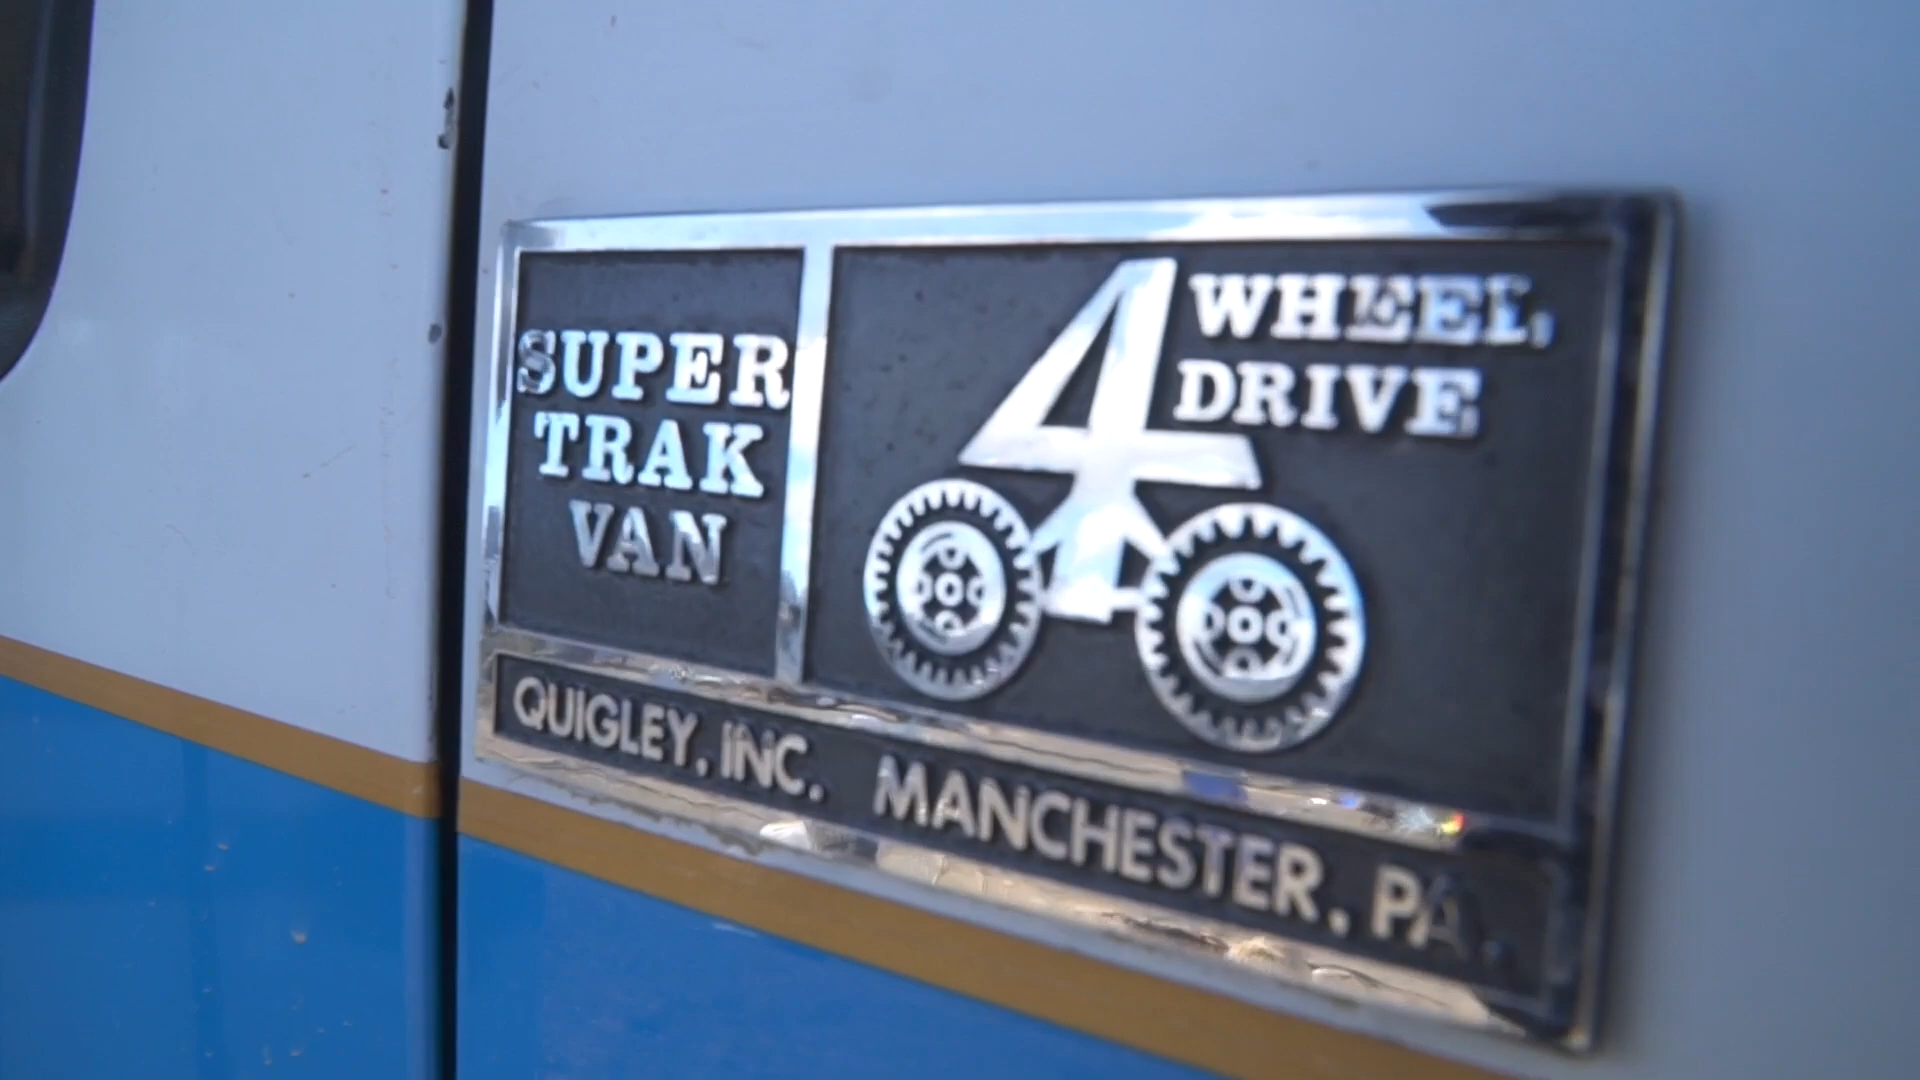 SUPER
TRAK
VAN
4 WHEEL
DRIVE
QUIGLEY, INC. MANCHESTER, PA.